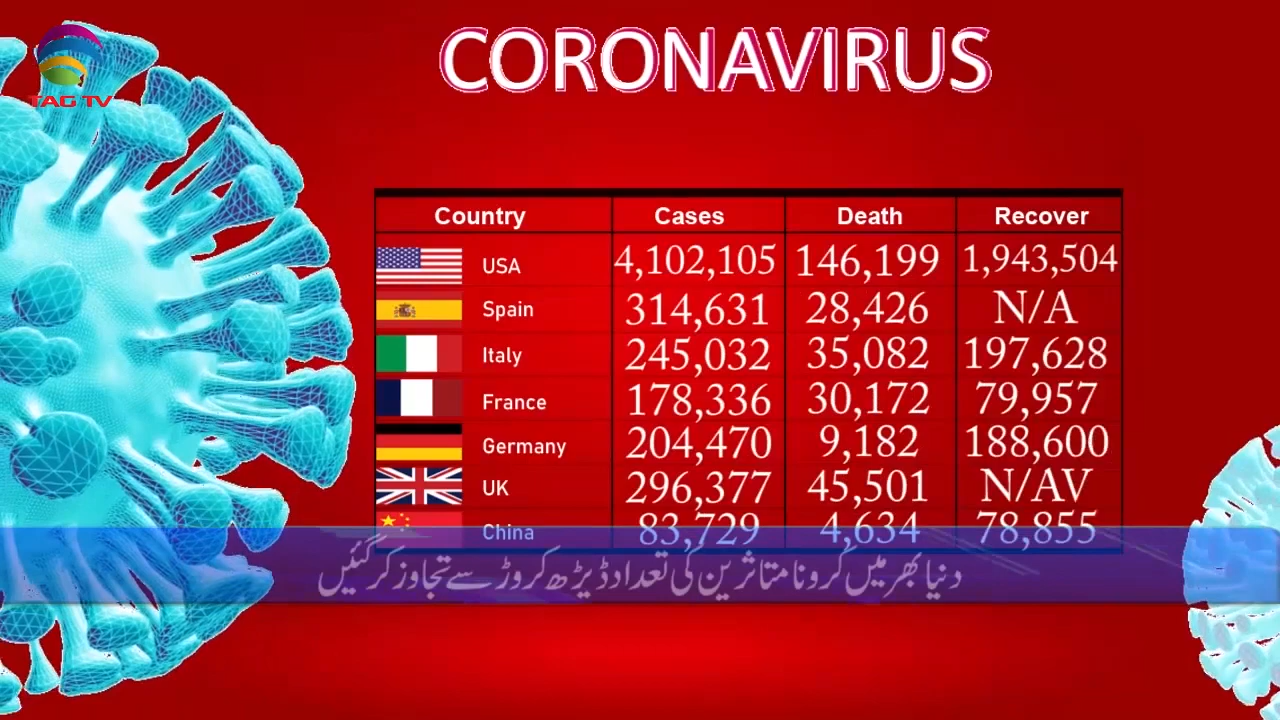 CORONAVIRUS
TAG TV
Country Cases Death Recover
USA 4,102,105 146,199 1,943,504
Spain 314,631 28,426 N/A
Italy 245,032 35,082 197,628
France 178,336 30,172 79,957
Germany 204,470 9,182 188,600
UK 296,377 45,501 N/AV
China 83,729 4,634 78,855
دنیا بھر میں کرونا متاثرین کی تعداد ڈیڑھ کروڑ سے تجاوز کر گئیں